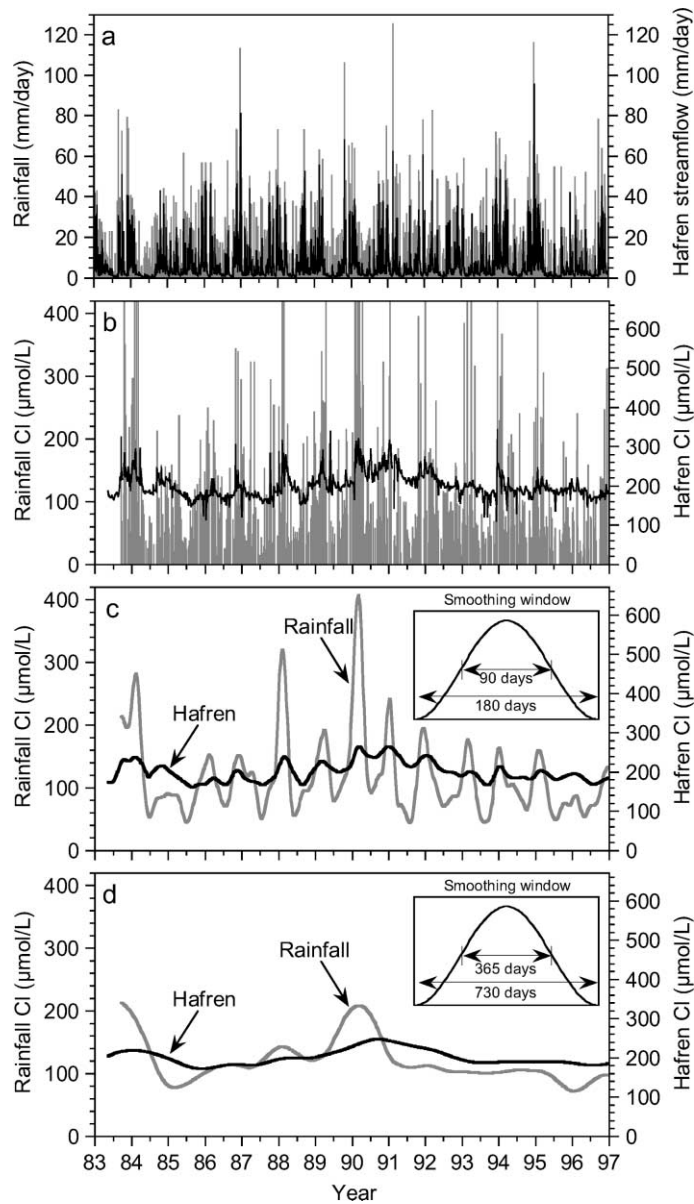 a
Rainfall (mm/day)
120
100
80
60
40
20
0
Hafren streamflow (mm/day)
120
100
80
60
40
20
0
b
Rainfall Cl (µmol/L)
400
300
200
100
0
Hafren Cl (µmol/L)
600
500
400
300
200
100
0
c
Rainfall Cl (µmol/L)
400
300
200
100
0
Rainfall
Hafren
Smoothing window
90 days
180 days
Hafren Cl (µmol/L)
600
500
400
300
200
100
0
d
Rainfall Cl (µmol/L)
400
300
200
100
0
Rainfall
Hafren
Smoothing window
365 days
730 days
Hafren Cl (µmol/L)
600
500
400
300
200
100
0
83 84 85 86 87 88 89 90 91 92 93 94 95 96 97
Year